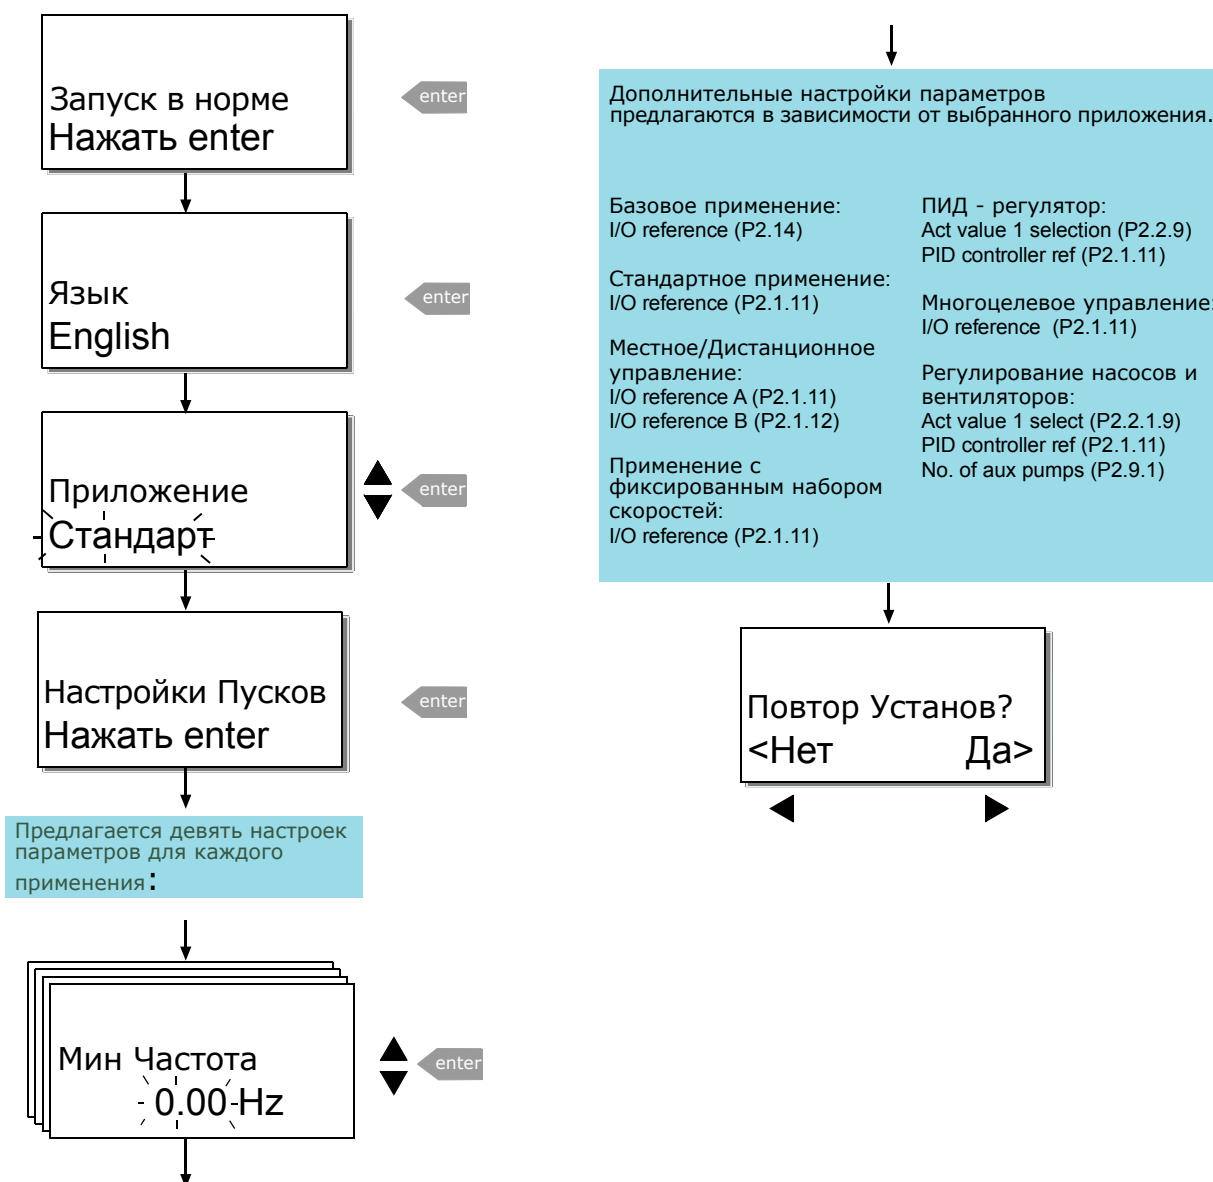 Запуск в норме
Нажать enter
enter
Язык
English
enter
Приложение
Стандарт
enter
Настройки Пусков
Нажать enter
enter
Предлагается девять настроек
параметров для каждого
применения:
Мин Частота
0.00 Hz
enter
Дополнительные настройки параметров
предлагаются в зависимости от выбранного приложения.
Базовое применение:
I/O reference (P2.14)
Стандартное применение:
I/O reference (P2.1.11)
Местное/Дистанционное
управление:
I/O reference A (P2.1.11)
I/O reference B (P2.1.12)
Применение с
фиксированным набором
скоростей:
I/O reference (P2.1.11)
ПИД - регулятор:
Act value 1 selection (P2.2.9)
PID controller ref (P2.1.11)
Многоцелевое управление:
I/O reference (P2.1.11)
Регулирование насосов и
вентиляторов:
Act value 1 select (P2.2.1.9)
PID controller ref (P2.1.11)
No. of aux pumps (P2.9.1)
Повтор Установ?
<Нет Да>